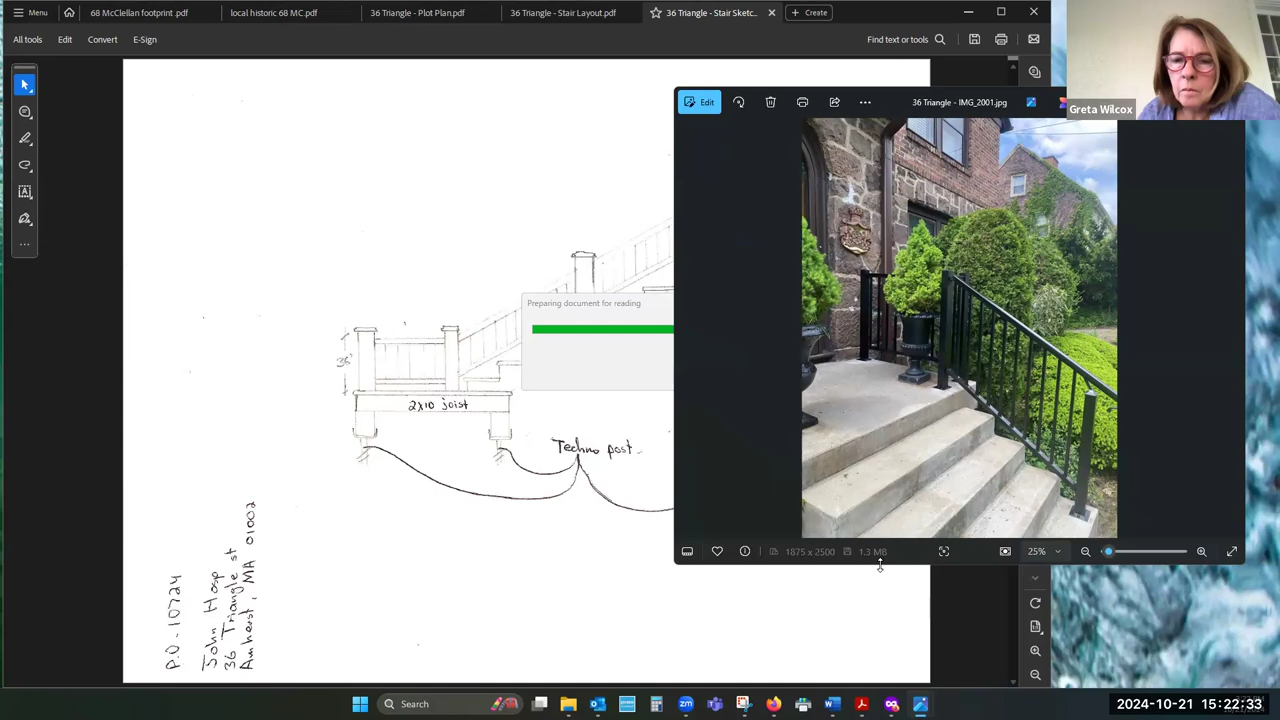 Menu
68 McClellan footprint.pdf
local historic 68 MC.pdf
36 Triangle - Plot Plan.pdf
36 Triangle - Stair Layout.pdf
36 Triangle - Stair Sketc...
Create
All tools
Edit
Convert
E-Sign
Find text or tools
Edit
36 Triangle - IMG_2001.jpg
Greta Wilcox
Preparing document for reading
36"
2x10 joist
Techno post
P.O - 10724
John Hosp
36 Triangle st
Amherst, MA 01002
1875 x 2500
1.3 MB
25%
Search
2024-10-21 15:22:33